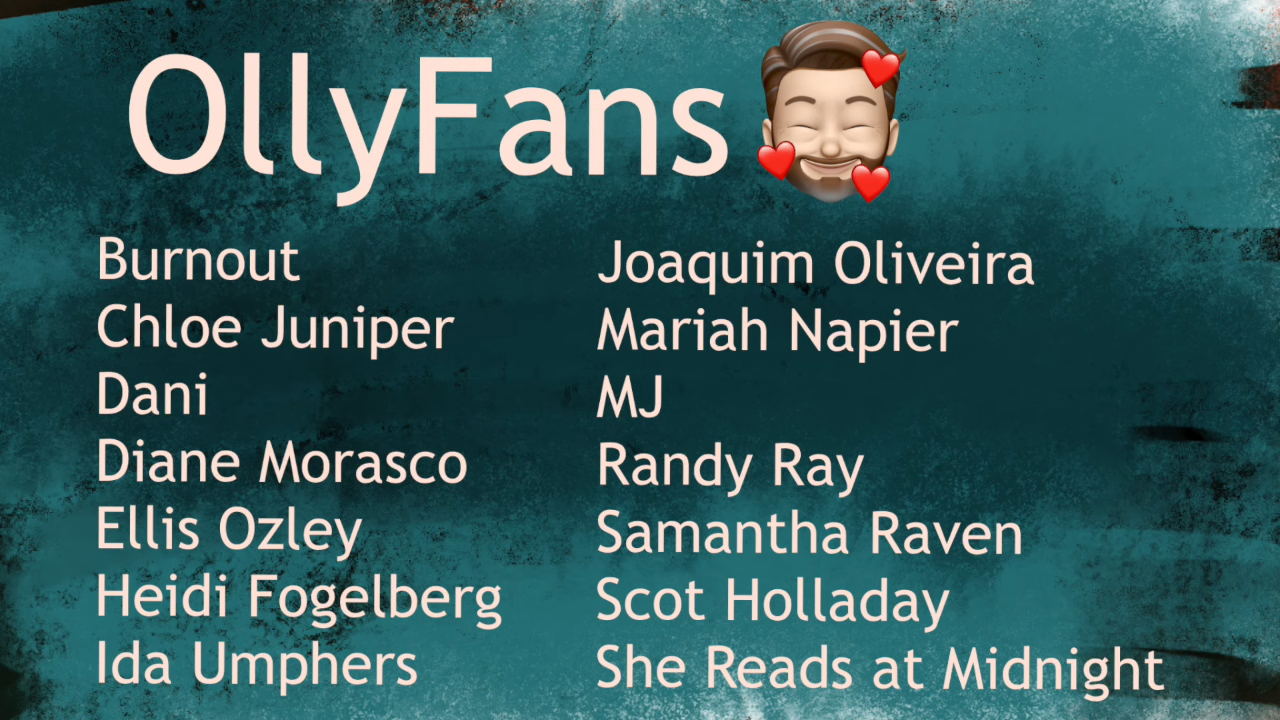 OllyFans
Burnout
Chloe Juniper
Dani
Diane Morasco
Ellis Ozley
Heidi Fogelberg
Ida Umphers
Joaquim Oliveira
Mariah Napier
MJ
Randy Ray
Samantha Raven
Scot Holladay
She Reads at Midnight